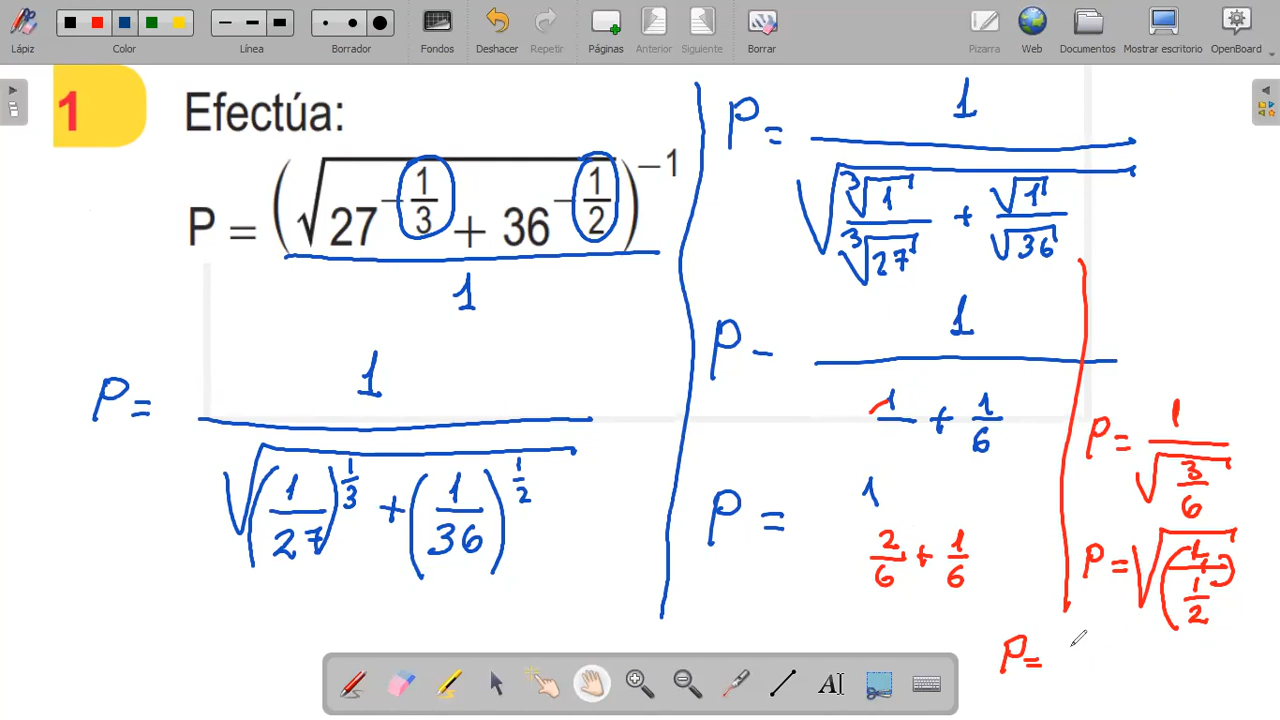 Lápiz Color Línea Borrador Fondos Deshacer Repetir Páginas Anterior Siguiente Borrar Pizarra Web Documentos Mostrar escritorio OpenBoard
1 Efectúa:
P = (√(27^(-1/3) + 36^(-1/2)))^-1
1
P = 1 / √((1/27)^(1/3) + (1/36)^(1/2))
P = 1 / √(∛1/∛27 + √1/√36)
P - 1
1 + 1/6
P = 1
2/6 + 1/6
P = 1 / √(3/6)
P = √(1 / (1/2))
P =
AI